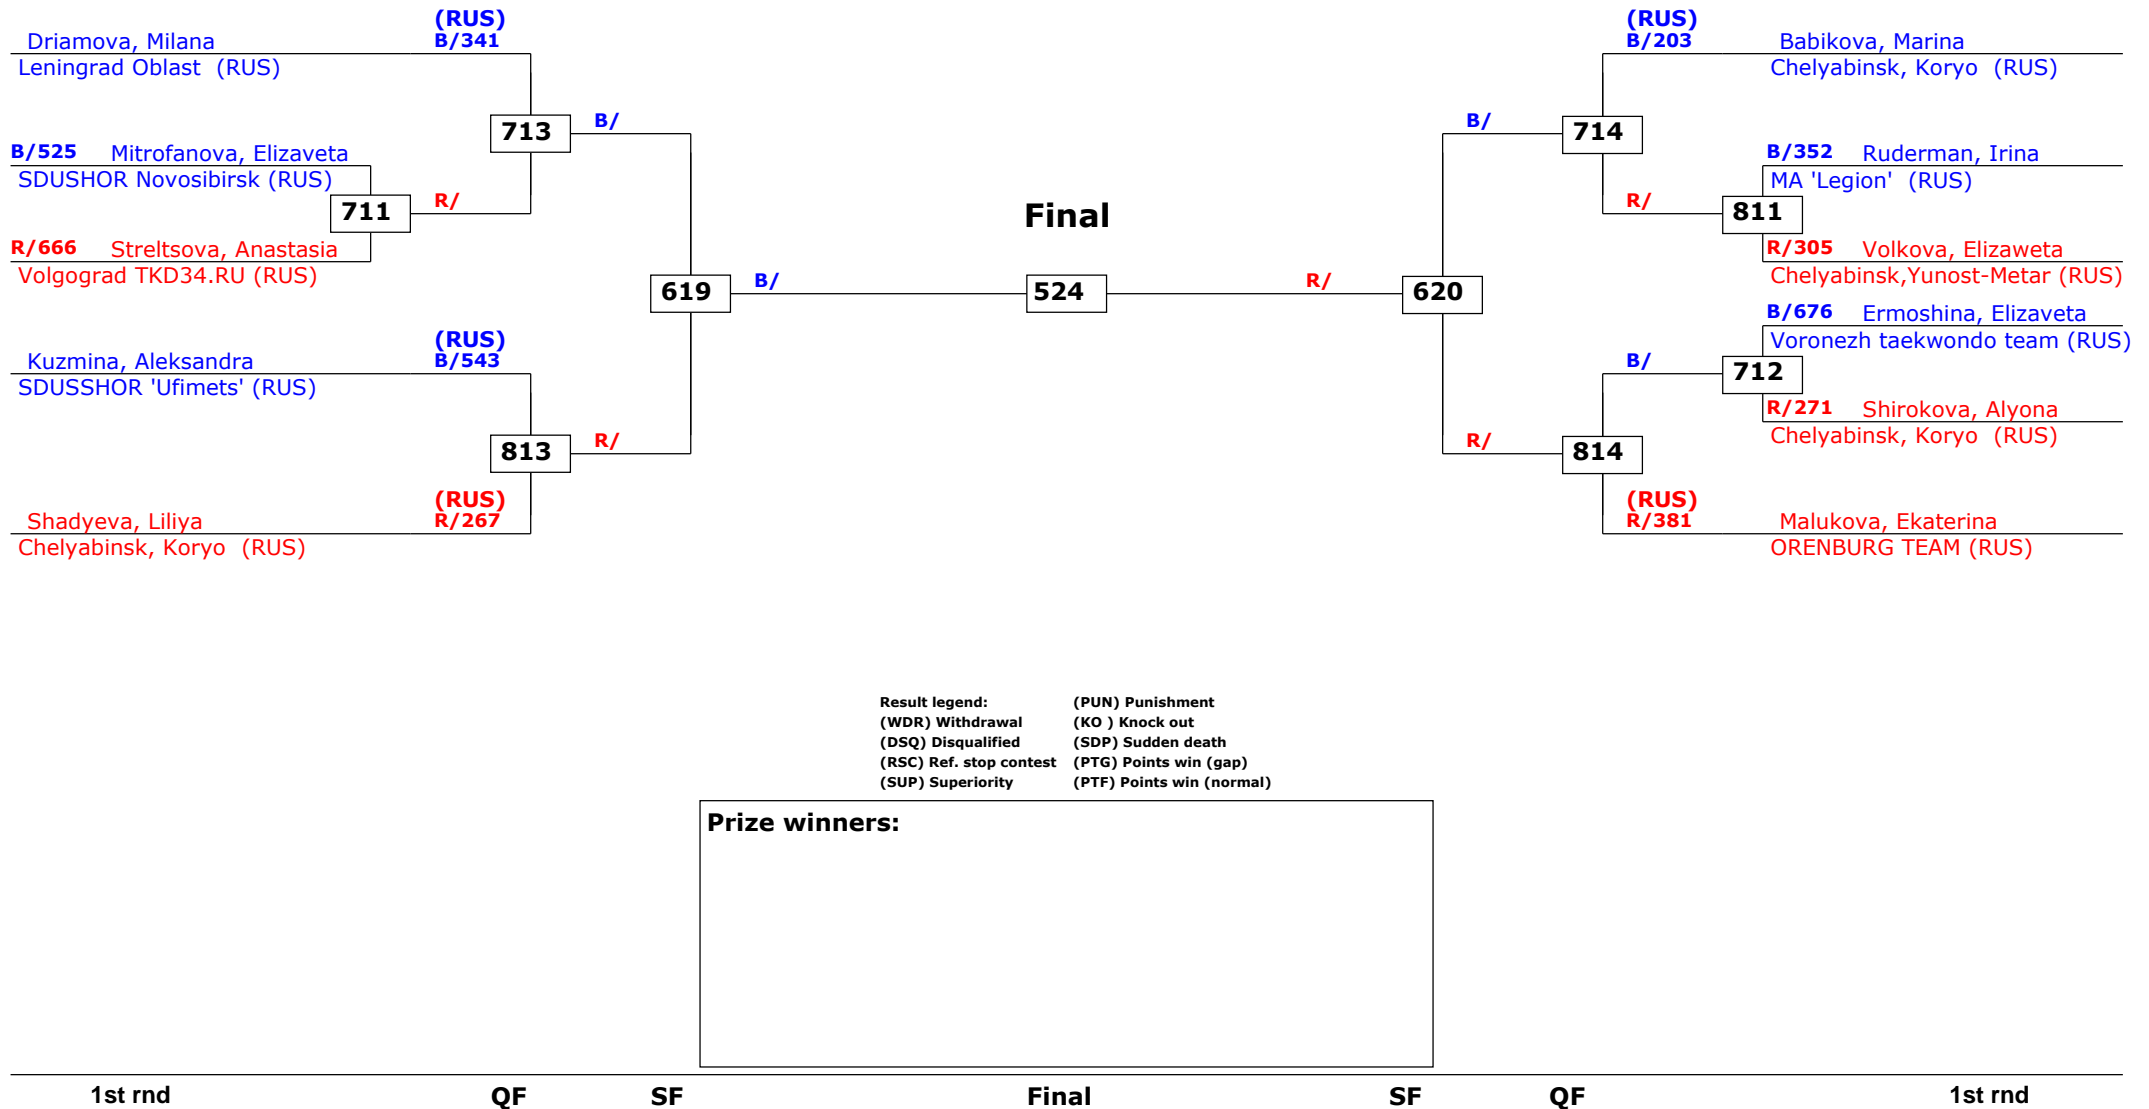 (RUS)
Driamova, Milana B/341
Leningrad Oblast (RUS)
713
B/
B/525 Mitrofanova, Elizaveta
SDUSHOR Novosibirsk (RUS)
711
R/
R/666 Streltsova, Anastasia
Volgograd TKD34.RU (RUS)
619
B/
(RUS)
Kuzmina, Aleksandra B/543
SDUSSHOR 'Ufimets' (RUS)
813
R/
(RUS)
Shadyeva, Liliya R/267
Chelyabinsk, Koryo (RUS)
Final
524
(RUS)
B/203 Babikova, Marina
Chelyabinsk, Koryo (RUS)
B/
714
B/352 Ruderman, Irina
MA 'Legion' (RUS)
R/
811
R/305 Volkova, Elizaweta
Chelyabinsk,Yunost-Metar (RUS)
R/
620
B/676 Ermoshina, Elizaveta
Voronezh taekwondo team (RUS)
B/
712
R/271 Shirokova, Alyona
Chelyabinsk, Koryo (RUS)
R/
814
(RUS)
R/381 Malukova, Ekaterina
ORENBURG TEAM (RUS)
Result legend: (PUN) Punishment
(WDR) Withdrawal (KO ) Knock out
(DSQ) Disqualified (SDP) Sudden death
(RSC) Ref. stop contest (PTG) Points win (gap)
(SUP) Superiority (PTF) Points win (normal)
Prize winners:
1st rnd QF SF Final SF QF 1st rnd